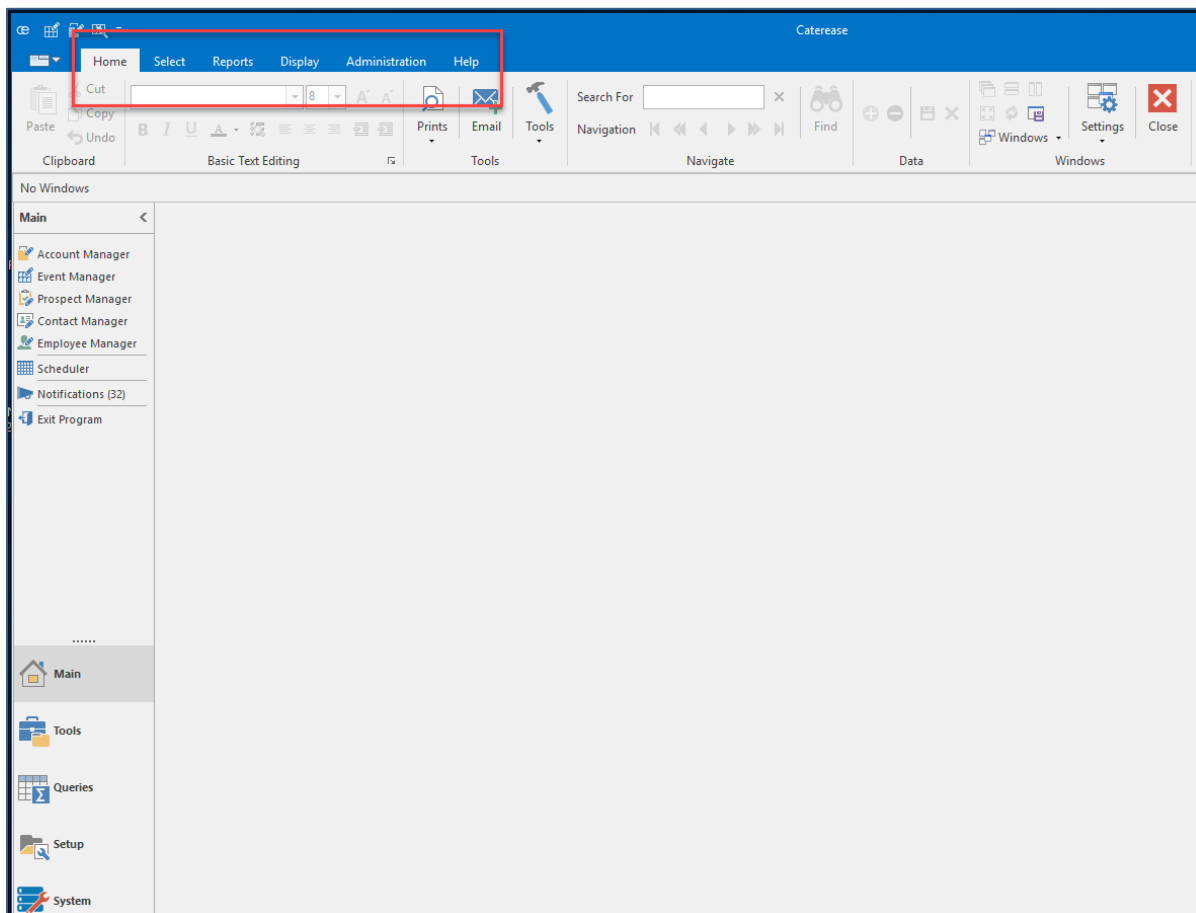 œ
Caterease
Home Select Reports Display Administration Help
Cut
Copy
Undo
Paste
Clipboard
8 A A
B I U A
Basic Text Editing
Prints Email Tools
Tools
Search For
Navigation
Find
Navigate
Data
Windows
Settings
Close
Windows
No Windows
Main
Account Manager
Event Manager
Prospect Manager
Contact Manager
Employee Manager
Scheduler
Notifications (32)
Exit Program
Main
Tools
Queries
Setup
System